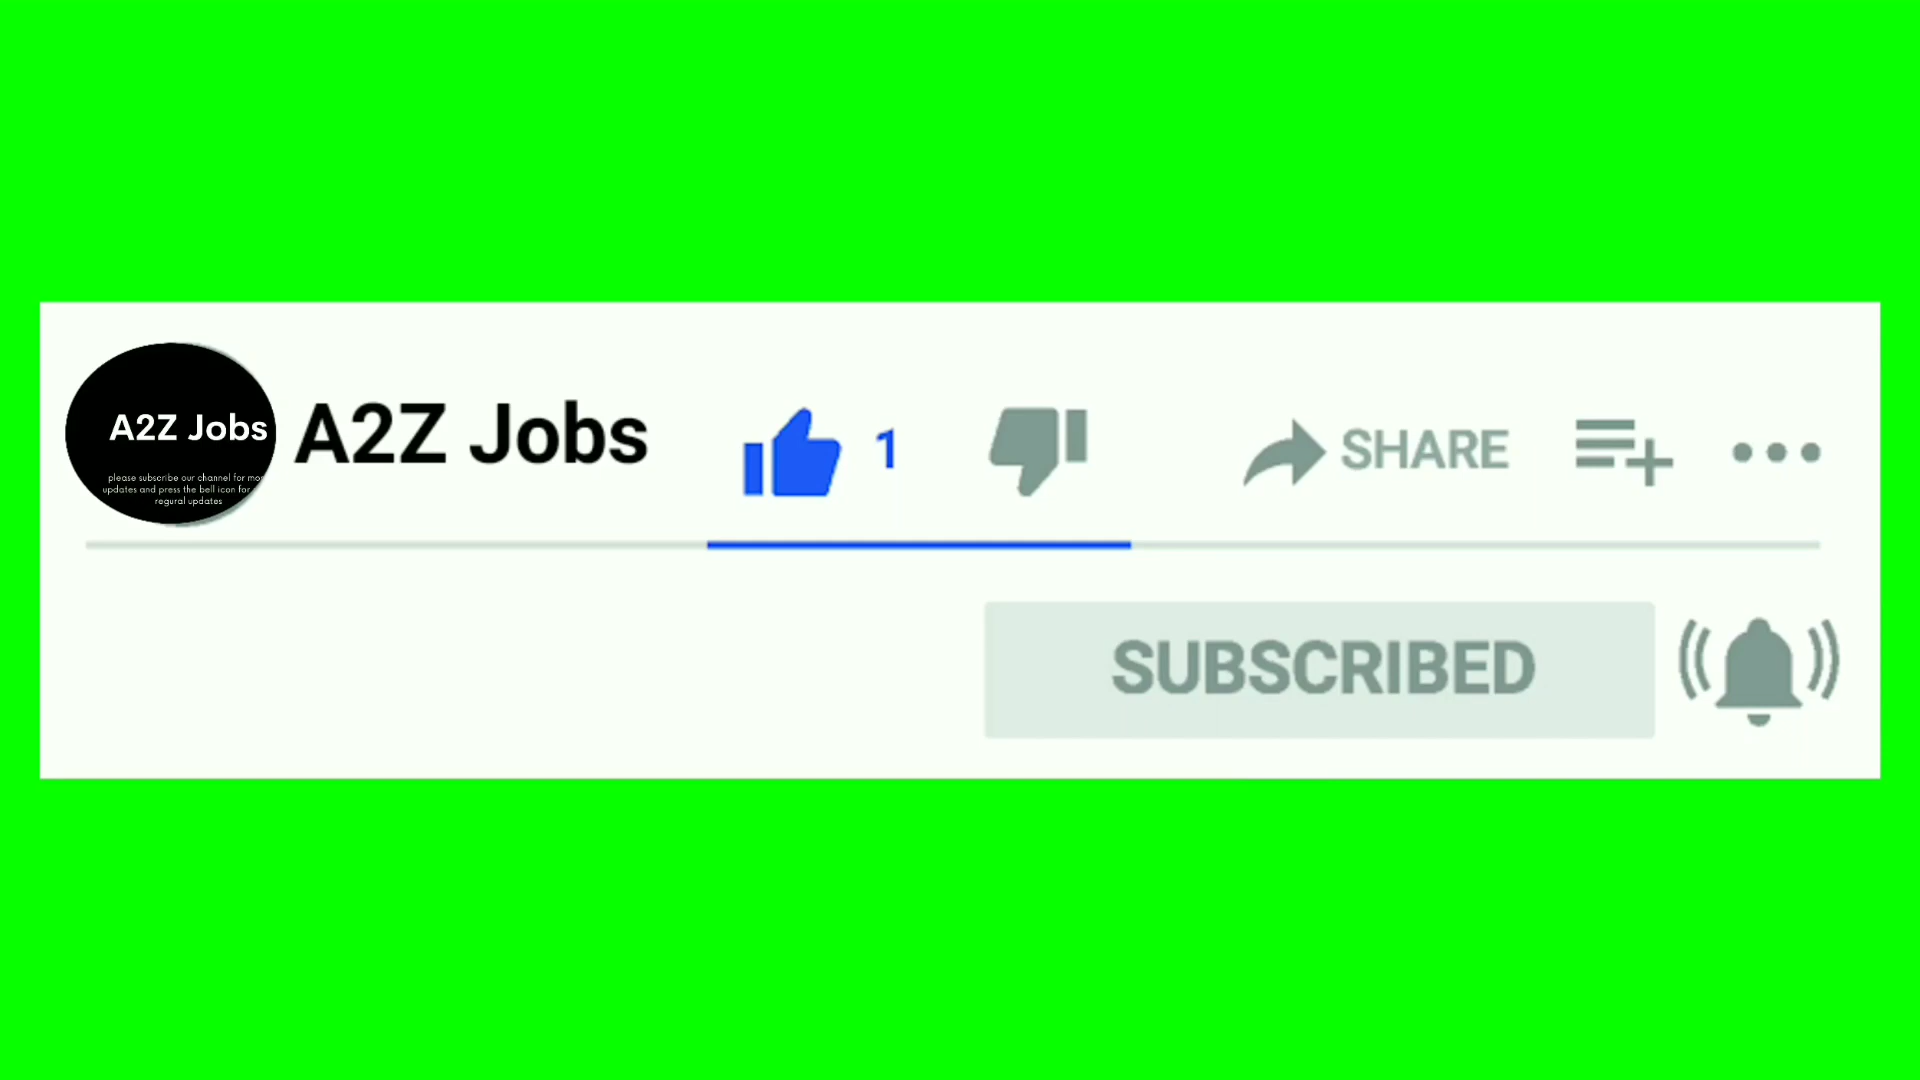 A2Z Jobs
please subscribe our channel for
updates and press the bell icon for
regural updates
A2Z Jobs
1
SHARE
SUBSCRIBED